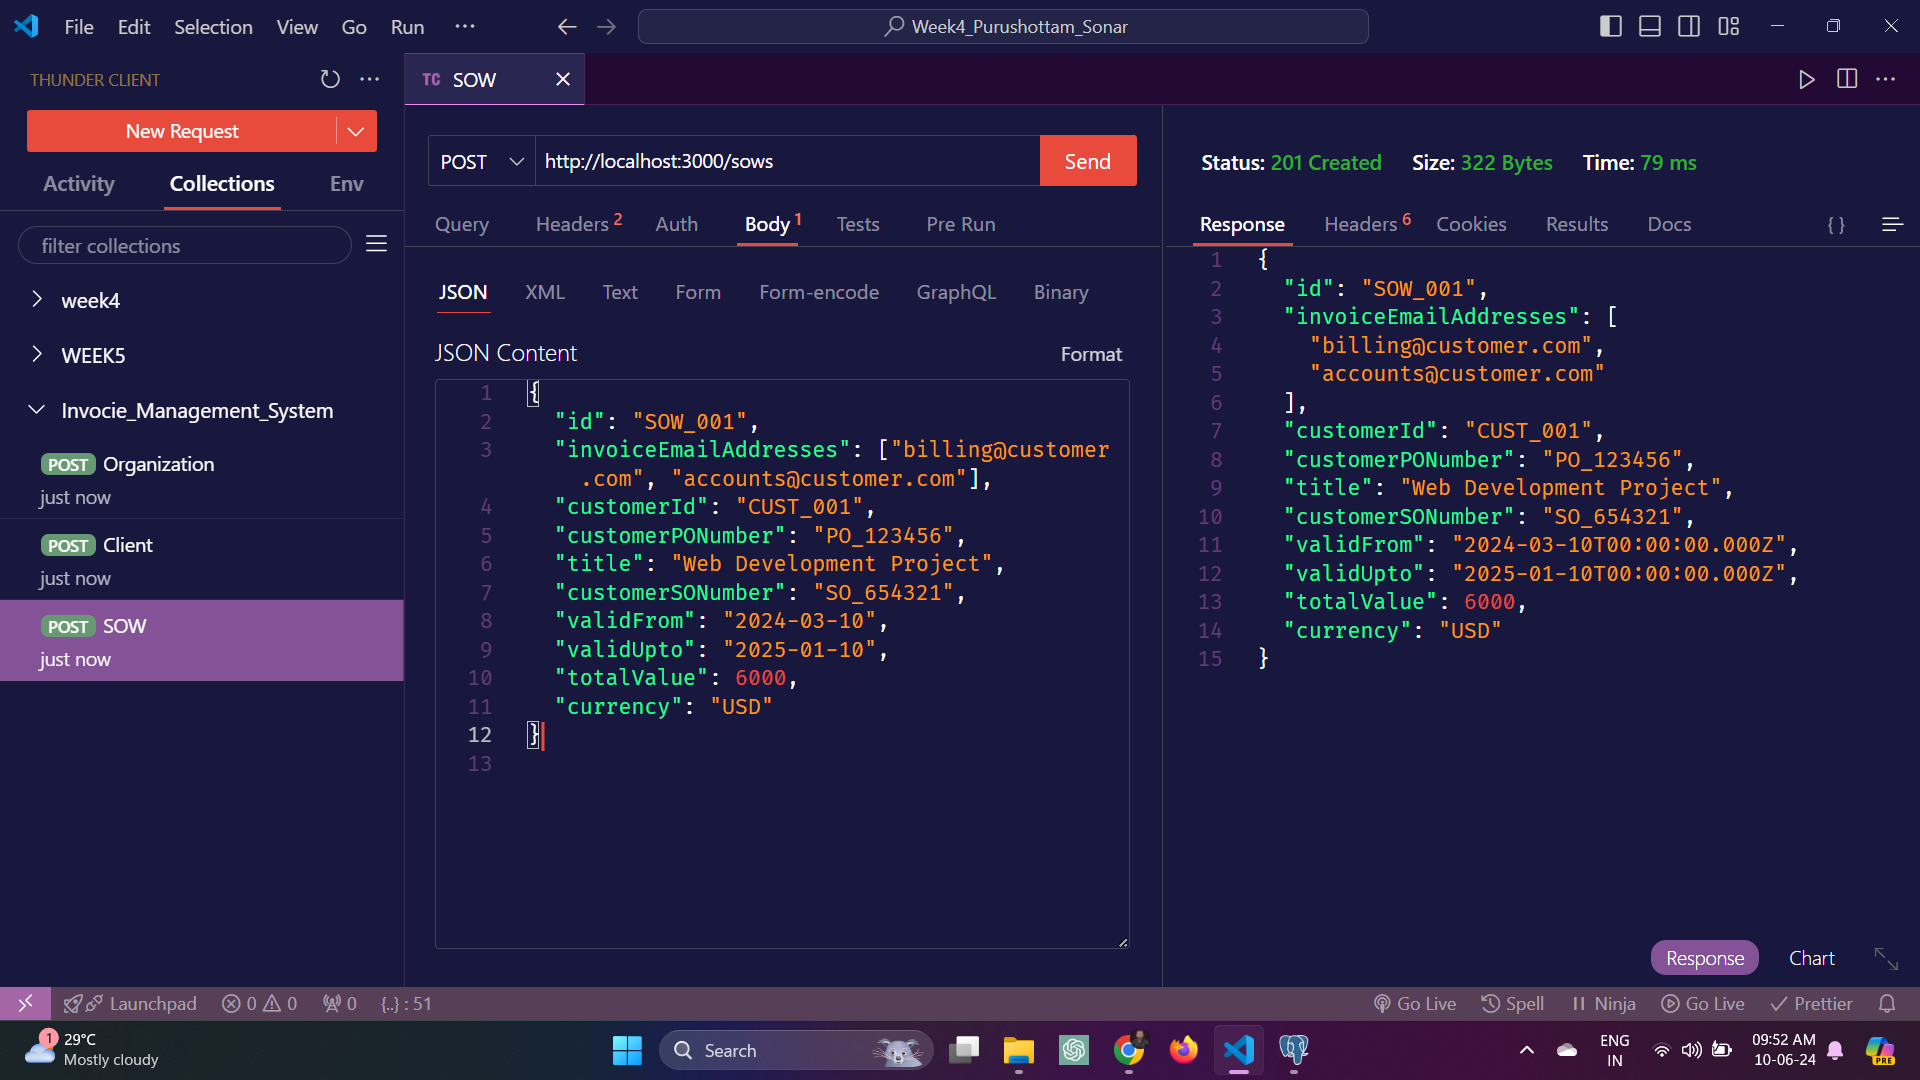 File Edit Selection View Go Run ···
Week4_Purushottam_Sonar
THUNDER CLIENT
New Request
Activity Collections Env
filter collections
week4
WEEK5
Invocie_Management_System
POST Organization
just now
POST Client
just now
POST SOW
just now
TC SOW
POST http://localhost:3000/sows Send
Query Headers 2 Auth Body 1 Tests Pre Run
JSON XML Text Form Form-encode GraphQL Binary
JSON Content Format
1 {
2 "id": "SOW_001",
3 "invoiceEmailAddresses": ["billing@customer
.com", "accounts@customer.com"],
4 "customerId": "CUST_001",
5 "customerPONumber": "PO_123456",
6 "title": "Web Development Project",
7 "customerSONumber": "SO_654321",
8 "validFrom": "2024-03-10",
9 "validUpto": "2025-01-10",
10 "totalValue": 6000,
11 "currency": "USD"
12 }
13
Status: 201 Created Size: 322 Bytes Time: 79 ms
Response Headers 6 Cookies Results Docs { }
1 {
2 "id": "SOW_001",
3 "invoiceEmailAddresses": [
4 "billing@customer.com",
5 "accounts@customer.com"
6 ],
7 "customerId": "CUST_001",
8 "customerPONumber": "PO_123456",
9 "title": "Web Development Project",
10 "customerSONumber": "SO_654321",
11 "validFrom": "2024-03-10T00:00:00.000Z",
12 "validUpto": "2025-01-10T00:00:00.000Z",
13 "totalValue": 6000,
14 "currency": "USD"
15 }
Response Chart
Launchpad 0 0 0 {..} : 51 Go Live Spell Ninja Go Live Prettier
1 29°C
Mostly cloudy
Search
ENG
IN
09:52 AM
10-06-24
PRE